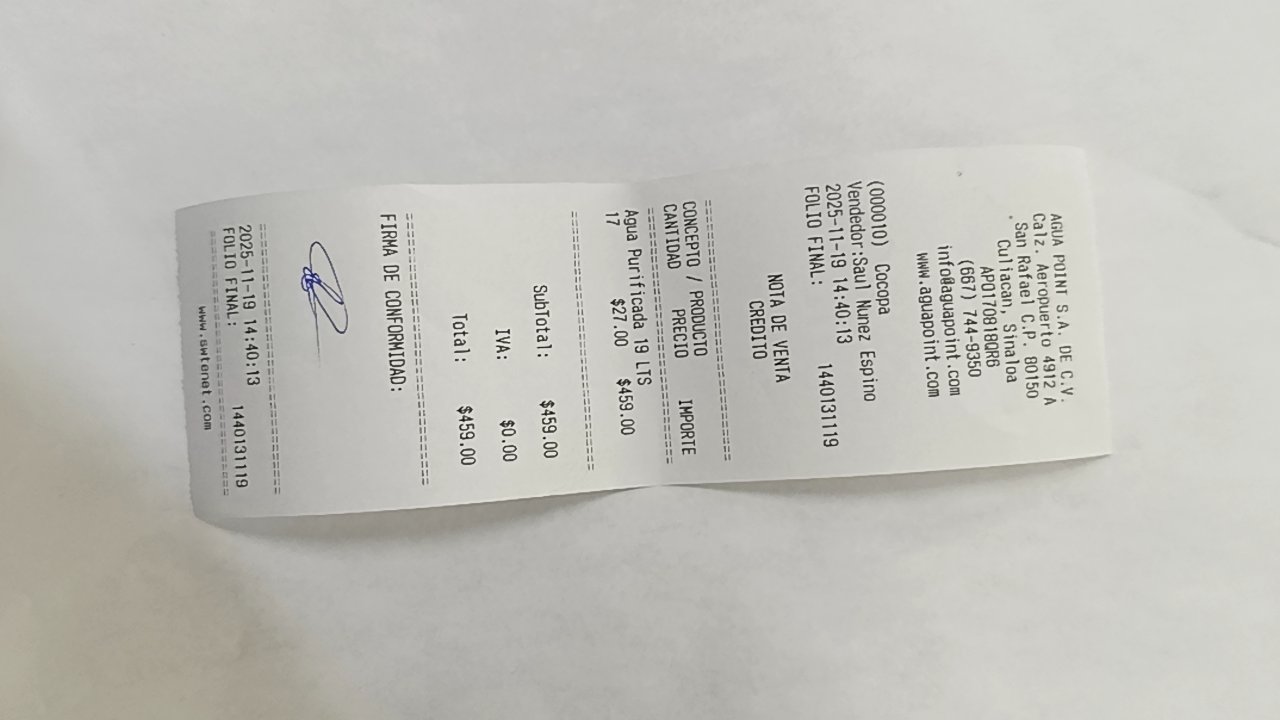 AGUA POINT S.A. DE C.V.
Calz. Aeropuerto 4912 A
San Rafael C.P. 80150
.
Culiacan, Sinaloa
APO170818QR6
(667) 744-9350
info@aguapoint.com
www.aguapoint.com
(000010) Cocopa
Vendedor:Saul Nunez Espino
2025-11-19 14:40:13
FOLIO FINAL: 1440131119
NOTA DE VENTA
CREDITO
==============================
CONCEPTO / PRODUCTO
CANTIDAD PRECIO IMPORTE
==============================
Agua Purificada 19 LTS
17 $27.00 $459.00
==============================
SubTotal: $459.00
IVA: $0.00
Total: $459.00
==============================
FIRMA DE CONFORMIDAD:
==============================
2025-11-19 14:40:13
FOLIO FINAL: 1440131119
==============================
www.swtenet.com